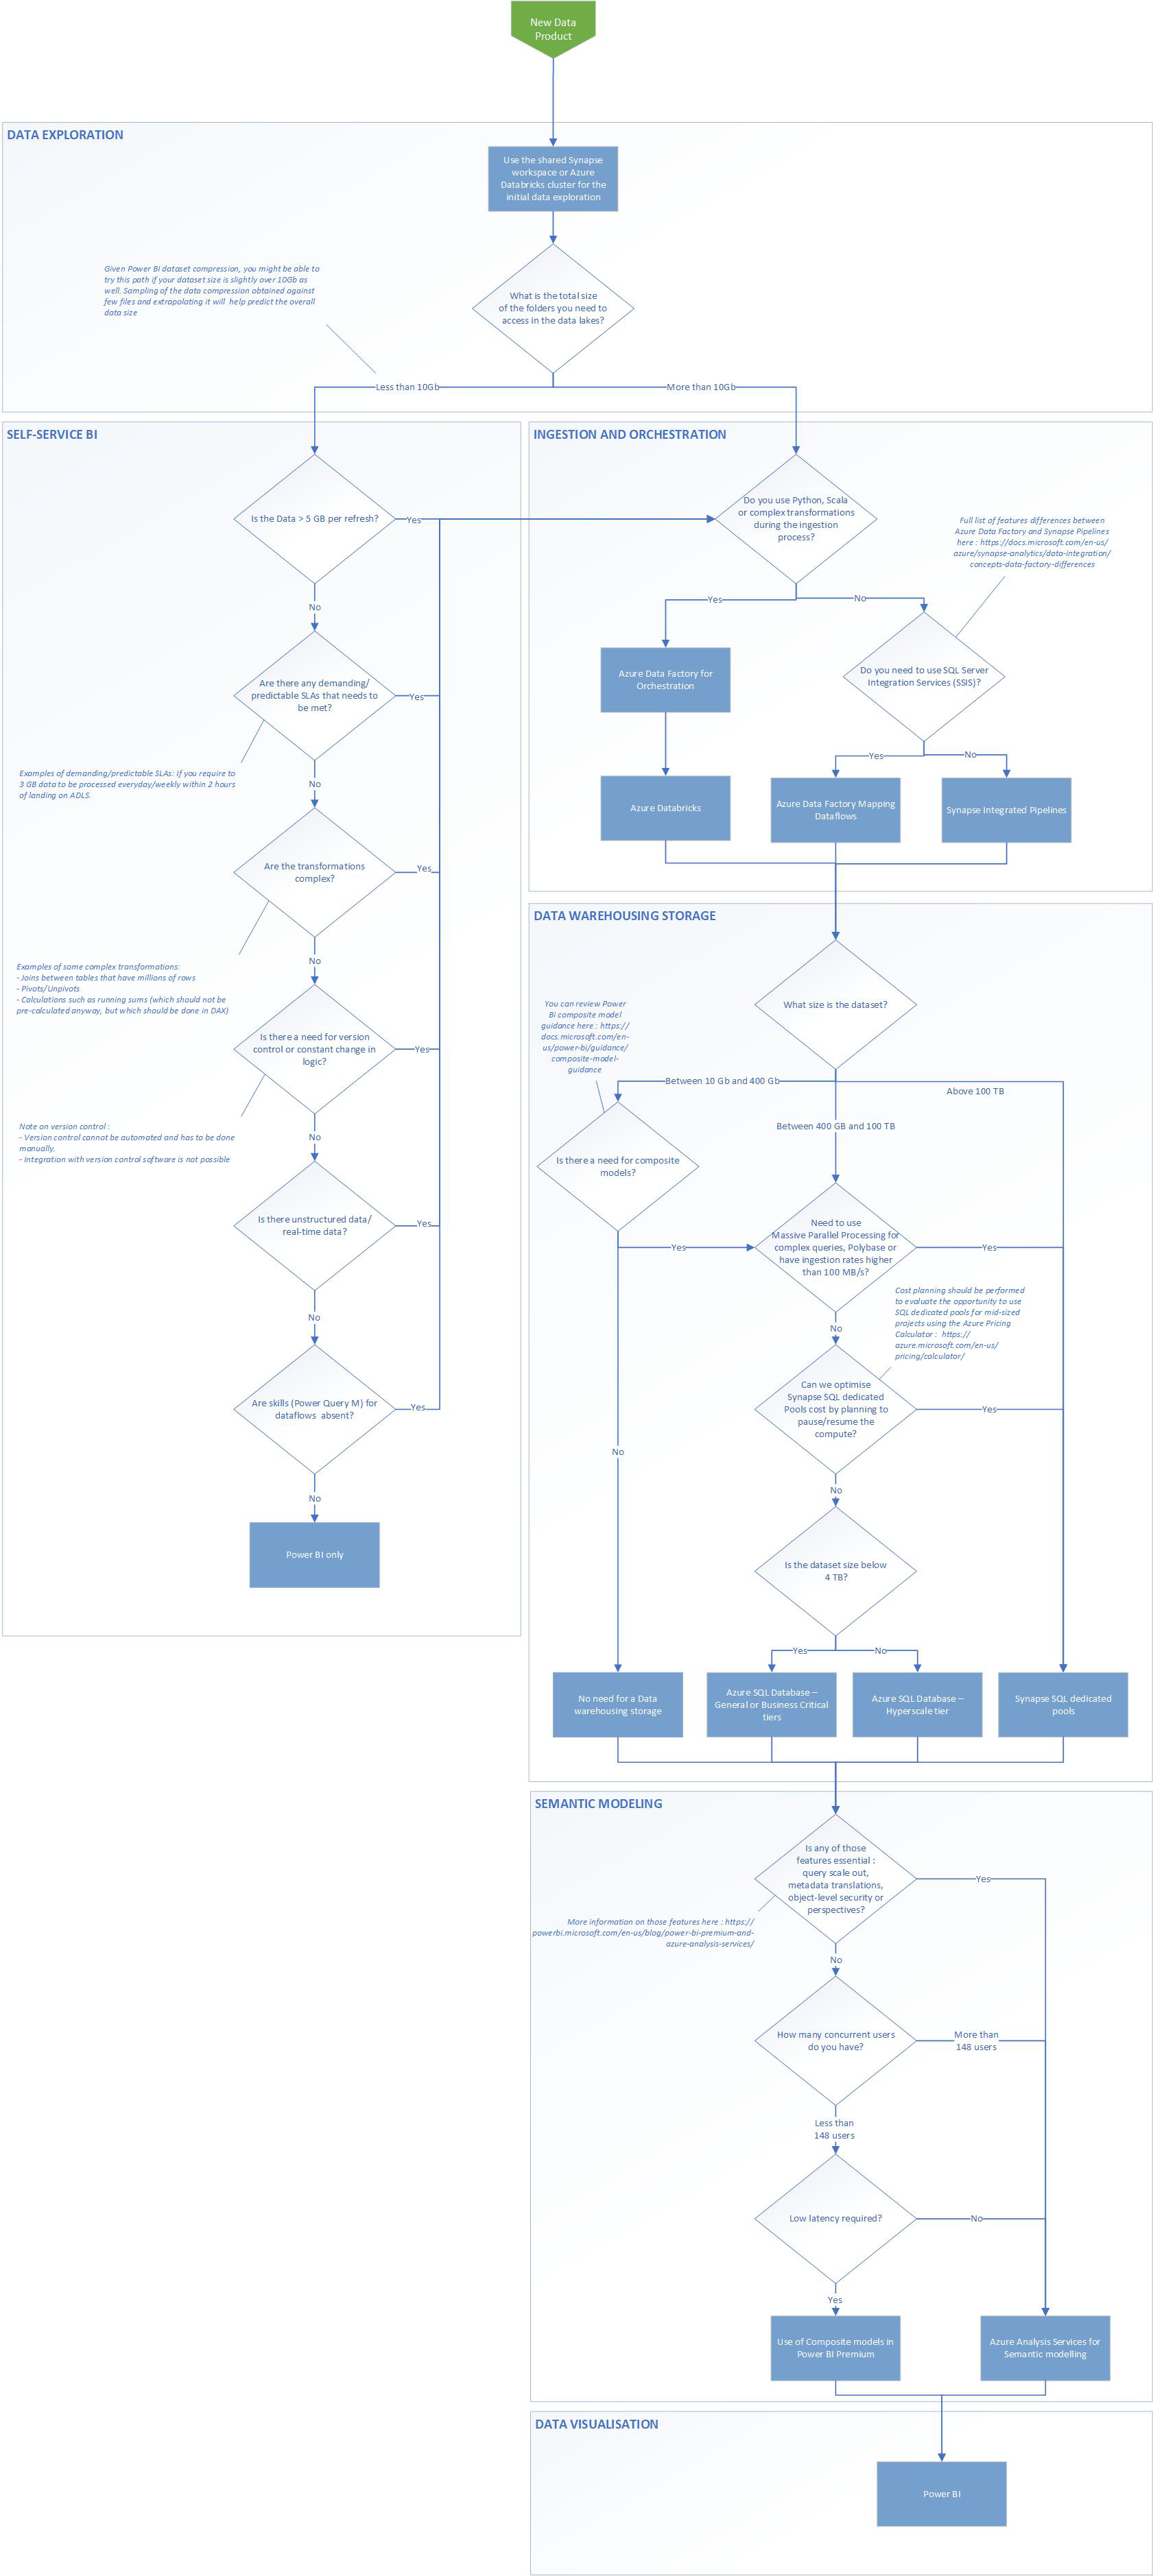 New Data
Product
DATA EXPLORATION
Use the shared Synapse
workspace or Azure
Databricks cluster for the
initial data exploration
Given Power BI dataset compression, you might be able to
try this path if your dataset size is slightly over 10Gb as
well. Sampling of the data compression obtained against
few files and extrapolating it will  help predict the overall
data size
What is the total size
of the folders you need to
access in the data lakes?
Less than 10Gb
More than 10Gb
SELF-SERVICE BI
Is the Data > 5 GB per refresh?
Yes
No
Are there any demanding/
predictable SLAs that needs to
be met?
Yes
Examples of demanding/predictable SLAs: If you require to
3 GB data to be processed everyday/weekly within 2 hours
of landing on ADLS.
No
Are the transformations
complex?
Yes
No
Examples of some complex transformations:
- Joins between tables that have millions of rows
- Pivots/Unpivots
- Calculations such as running sums (which should not be
pre-calculated anyway, but which should be done in DAX)
Is there a need for version
control or constant change in
logic?
Yes
Note on version control :
- Version control cannot be automated and has to be done
manually.
- Integration with version control software is not possible
No
Is there unstructured data/
real-time data?
Yes
No
Are skills (Power Query M) for
dataflows  absent?
Yes
No
Power BI only
INGESTION AND ORCHESTRATION
Do you use Python, Scala
or complex transformations
during the ingestion
process?
Full list of features differences between
Azure Data Factory and Synapse Pipelines
here : https://docs.microsoft.com/en-us/
azure/synapse-analytics/data-integration/
concepts-data-factory-differences
Yes
No
Azure Data Factory for
Orchestration
Do you need to use SQL Server
Integration Services (SSIS)?
Yes
No
Azure Databricks
Azure Data Factory Mapping
Dataflows
Synapse Integrated Pipelines
DATA WAREHOUSING STORAGE
What size is the dataset?
You can review Power
Bi composite model
guidance here : https://
docs.microsoft.com/en-
us/power-bi/guidance/
composite-model-
guidance
Between 10 Gb and 400 Gb
Above 100 TB
Between 400 GB and 100 TB
Is there a need for composite
models?
Need to use
Massive Parallel Processing for
complex queries, Polybase or
have ingestion rates higher
than 100 MB/s?
Yes
Yes
Cost planning should be performed
to evaluate the opportunity to use
SQL dedicated pools for mid-sized
projects using the Azure Pricing
Calculator :  https://
azure.microsoft.com/en-us/
pricing/calculator/
No
Can we optimise
Synapse SQL dedicated
Pools cost by planning to
pause/resume the
compute?
Yes
No
No
Is the dataset size below
4 TB?
Yes
No
No need for a Data
warehousing storage
Azure SQL Database –
General or Business Critical
tiers
Azure SQL Database –
Hyperscale tier
Synapse SQL dedicated
pools
SEMANTIC MODELING
Is any of those
features essential :
query scale out,
metadata translations,
object-level security or
perspectives?
Yes
More information on those features here : https://
powerbi.microsoft.com/en-us/blog/power-bi-premium-and-
azure-analysis-services/
No
How many concurrent users
do you have?
More than
148 users
Less than
148 users
Low latency required?
No
Yes
Use of Composite models in
Power BI Premium
Azure Analysis Services for
Semantic modelling
DATA VISUALISATION
Power BI